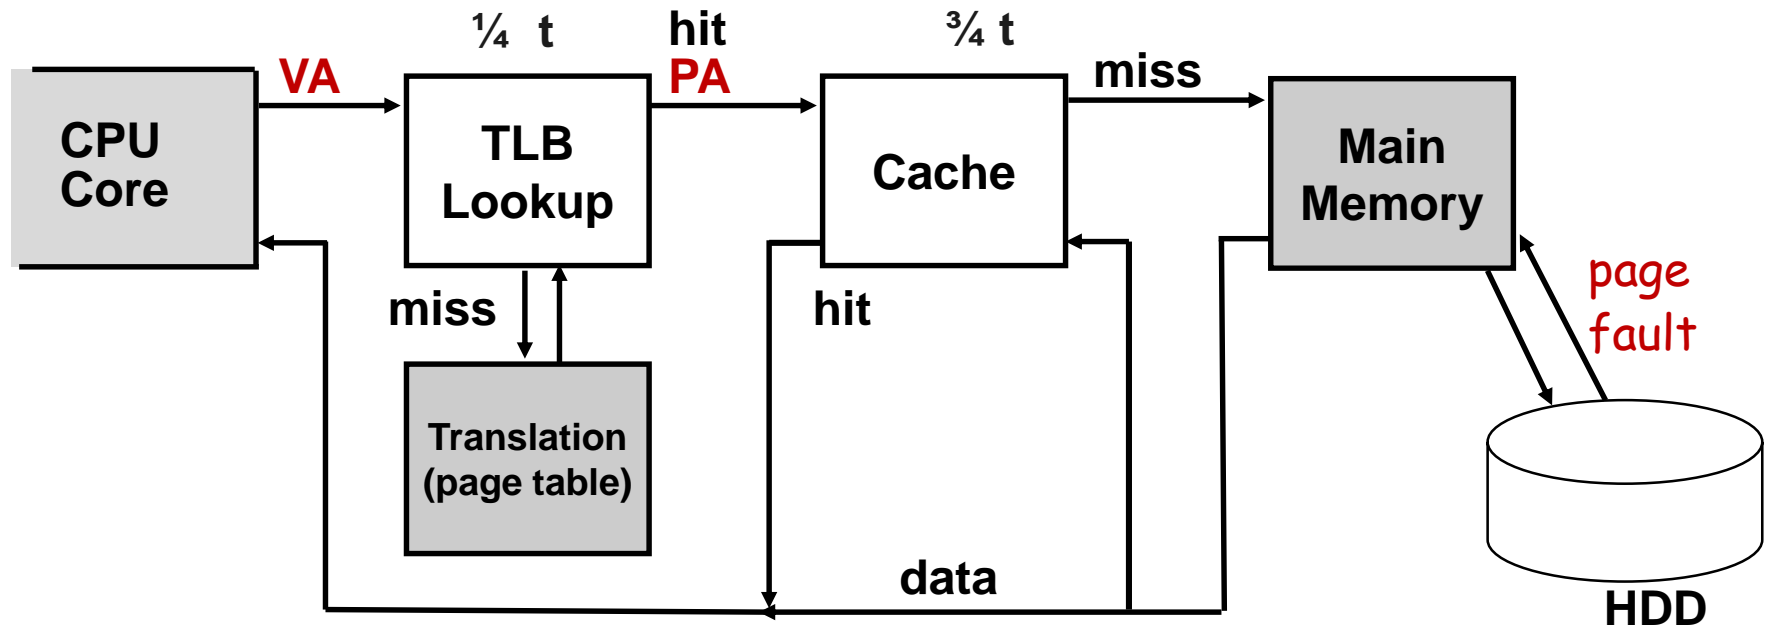 ¼ t
hit
¾ t
VA
PA
miss
CPU
Core
TLB
Lookup
Cache
Main
Memory
miss
hit
page
fault
Translation
(page table)
data
HDD